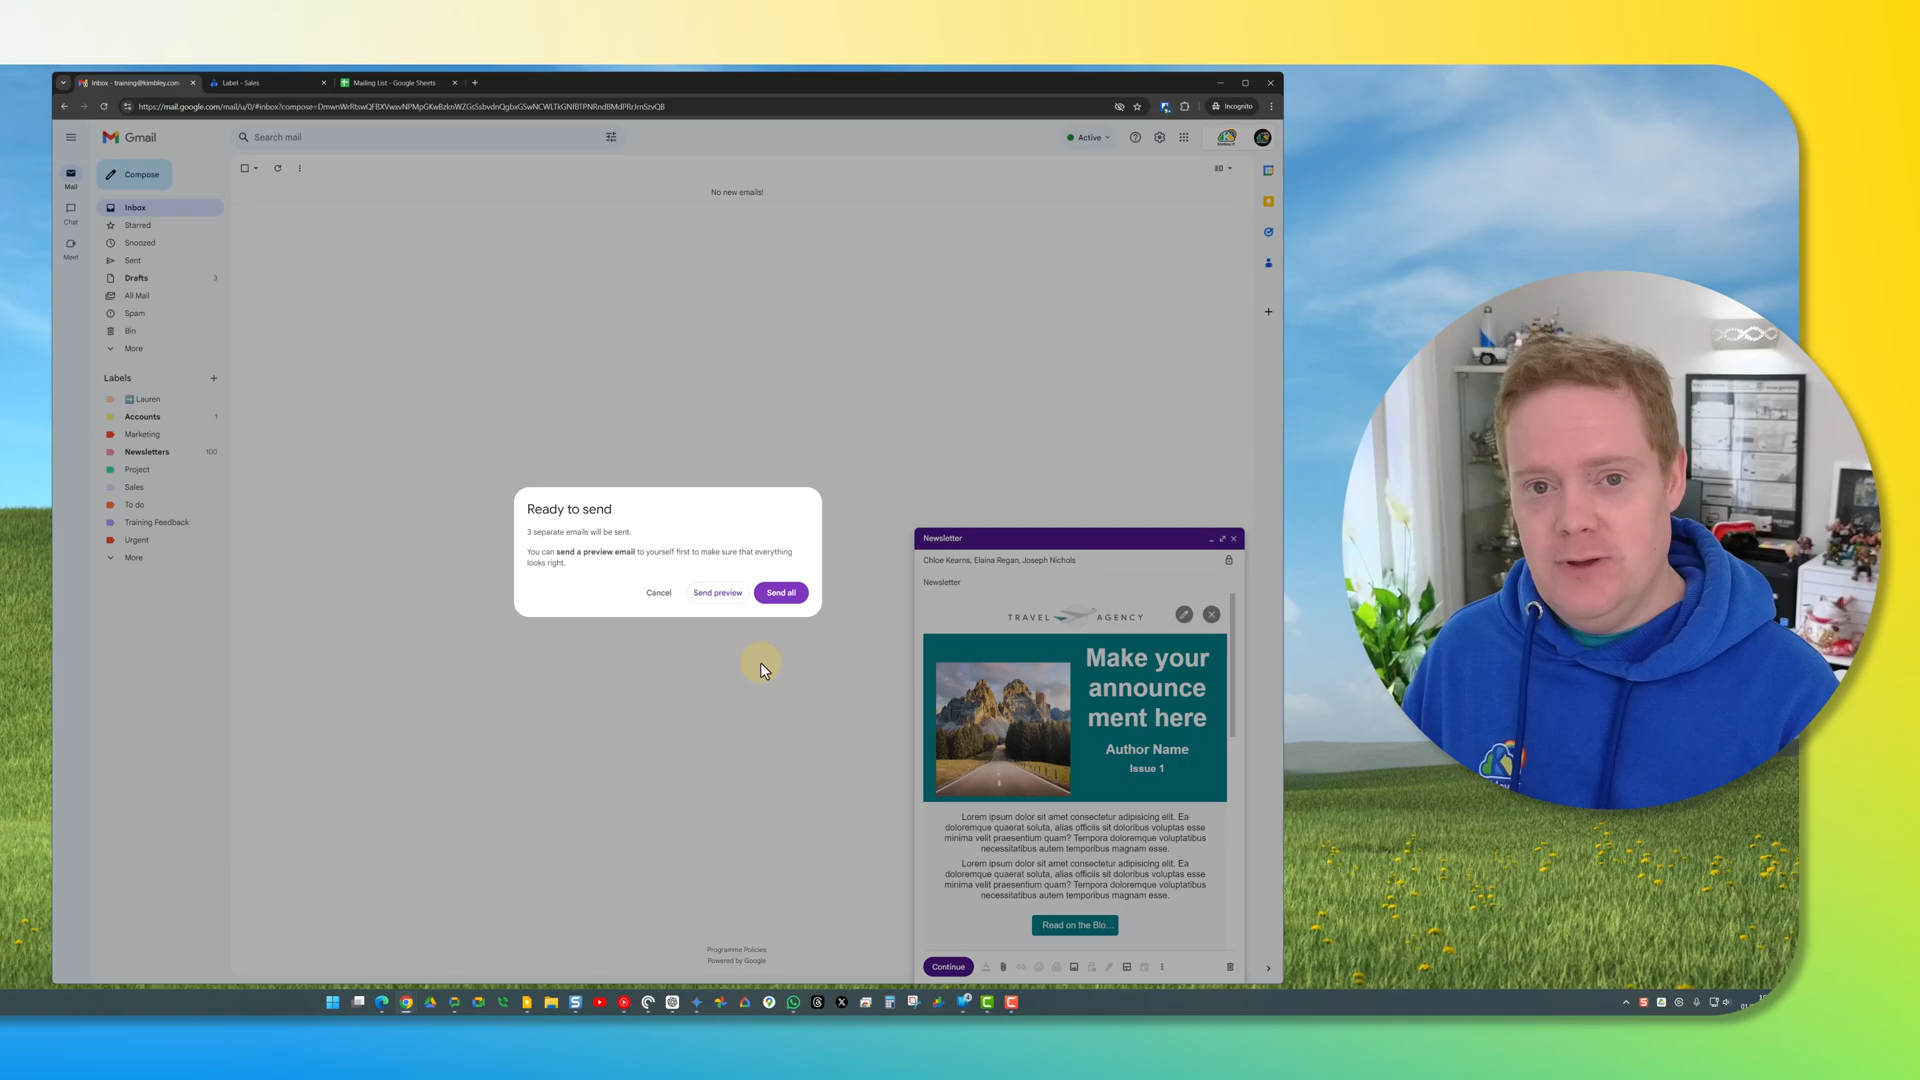 Inbox - training@kimbley.com
Label - Sales
Mailing List - Google Sheets
Incognito
Gmail
Search mail
Active
Mail
Chat
Meet
Compose
No new emails!
Inbox
Starred
Snoozed
Sent
Drafts 3
All Mail
Spam
Bin
More
Labels
Lauren
Accounts 1
Marketing
Newsletters 100
Project
Sales
To do
Training Feedback
Urgent
More
Ready to send
3 separate emails will be sent.
You can send a preview email to yourself first to make sure that everything
looks right.
Cancel
Send preview
Send all
Newsletter
Chloe Kearns, Elaina Regan, Joseph Nichols
Newsletter
TRAVEL AGENCY
Make your
announce
ment here
Author Name
Issue 1
Lorem ipsum dolor sit amet consectetur adipisicing elit. Ea
doloremque quaerat soluta, alias officiis sit doloribus voluptas esse
minima velit praesentium quam? Tempora doloremque voluptatibus
necessitatibus autem temporibus magnam esse.
Lorem ipsum dolor sit amet consectetur adipisicing elit. Ea
doloremque quaerat soluta, alias officiis sit doloribus voluptas esse
minima velit praesentium quam? Tempora doloremque voluptatibus
necessitatibus autem temporibus magnam esse.
Read on the Blo...
Programme Policies
Powered by Google
Continue